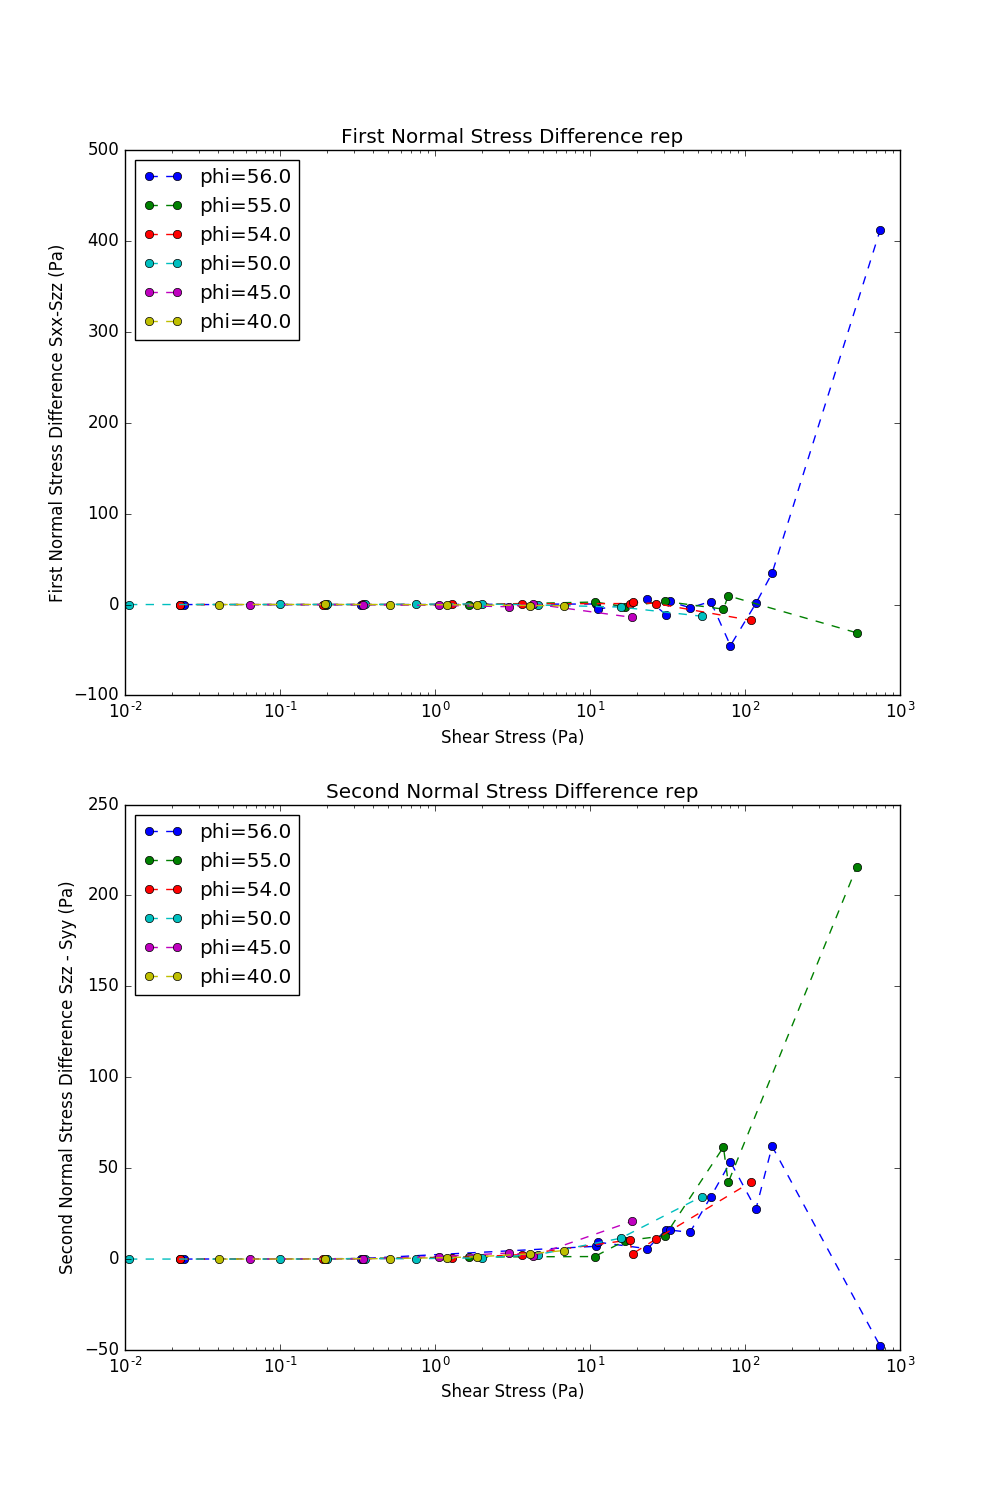 First Normal Stress Difference rep
500
400
300
200
100
0
−100
First Normal Stress Difference Sxx-Szz (Pa)
phi=56.0
phi=55.0
phi=54.0
phi=50.0
phi=45.0
phi=40.0
10⁻² 10⁻¹ 10⁰ 10¹ 10² 10³
Shear Stress (Pa)
Second Normal Stress Difference rep
250
200
150
100
50
0
−50
Second Normal Stress Difference Szz - Syy (Pa)
phi=56.0
phi=55.0
phi=54.0
phi=50.0
phi=45.0
phi=40.0
10⁻² 10⁻¹ 10⁰ 10¹ 10² 10³
Shear Stress (Pa)